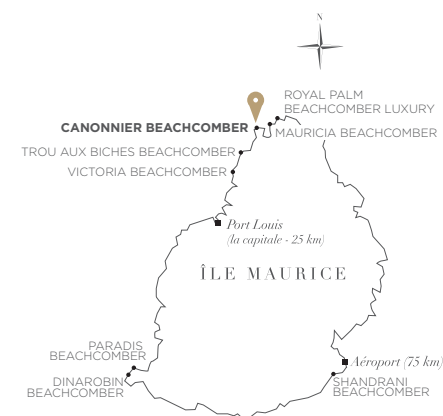 N
ROYAL PALM
BEACHCOMBER LUXURY
CANONNIER BEACHCOMBER
MAURICIA BEACHCOMBER
TROU AUX BICHES BEACHCOMBER
VICTORIA BEACHCOMBER
Port Louis
(la capitale - 25 km)
ÎLE MAURICE
PARADIS
BEACHCOMBER
Aéroport (75 km)
DINAROBIN
BEACHCOMBER
SHANDRANI
BEACHCOMBER